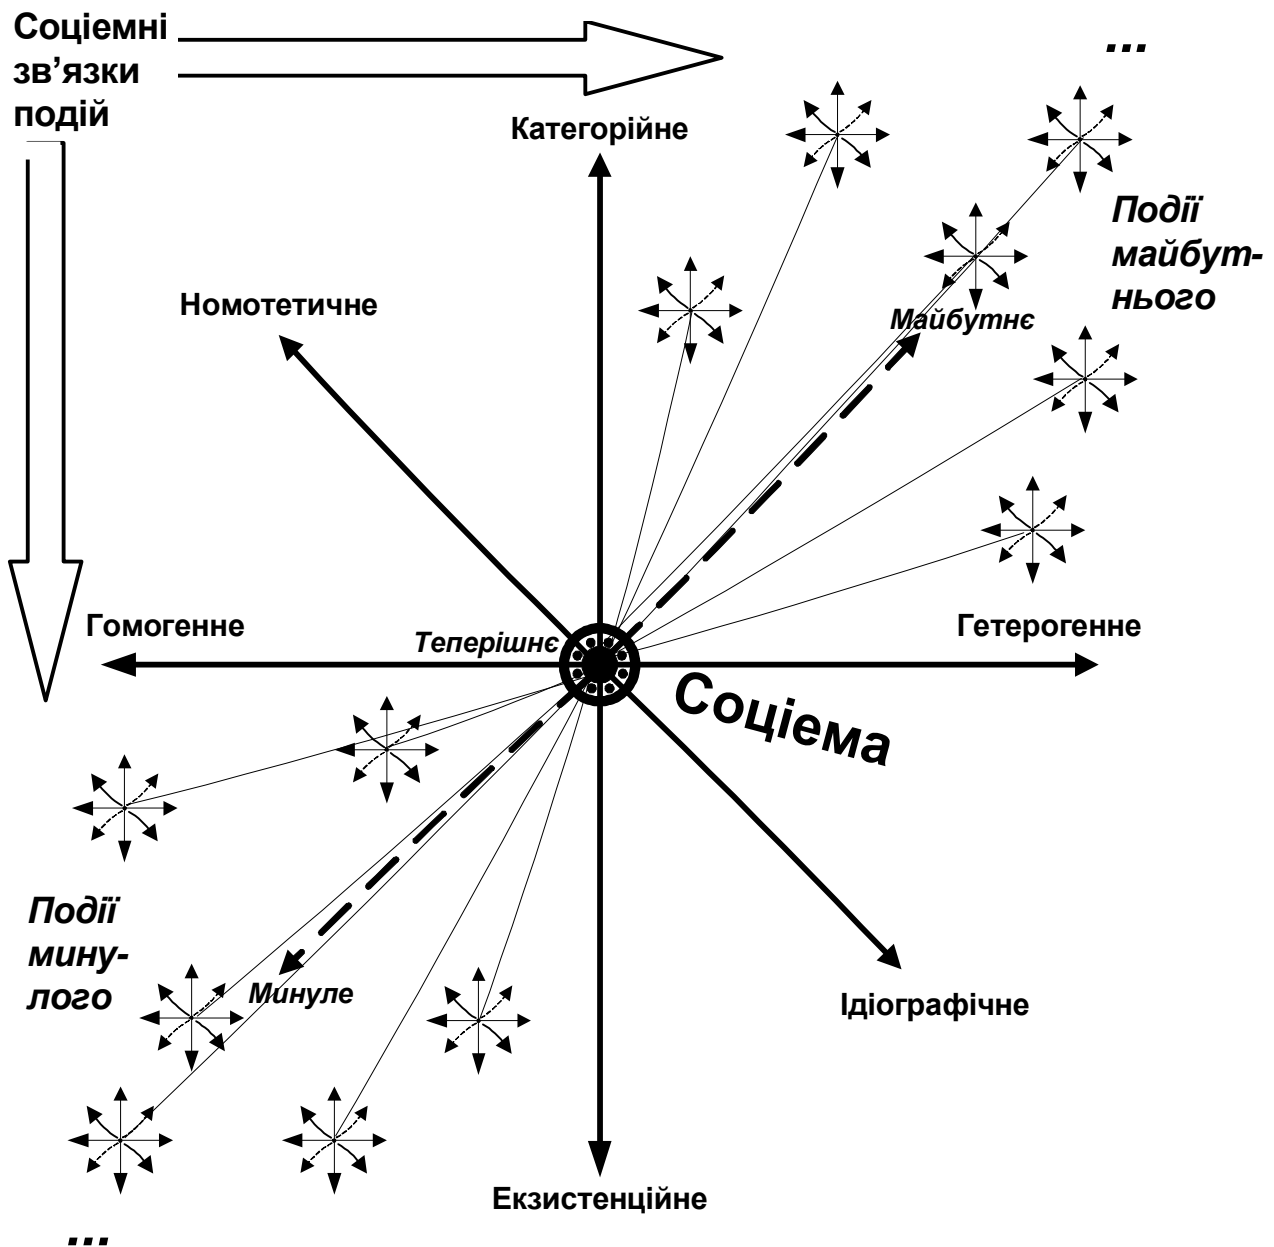 Соціемні
зв’язки
подій
...
Категорійне
Події
майбут-
нього
Номотетичне
Майбутнє
Гомогенне
Теперішнє
Гетерогенне
Соціема
Події
мину-
лого
Минуле
Ідіографічне
Екзистенційне
...